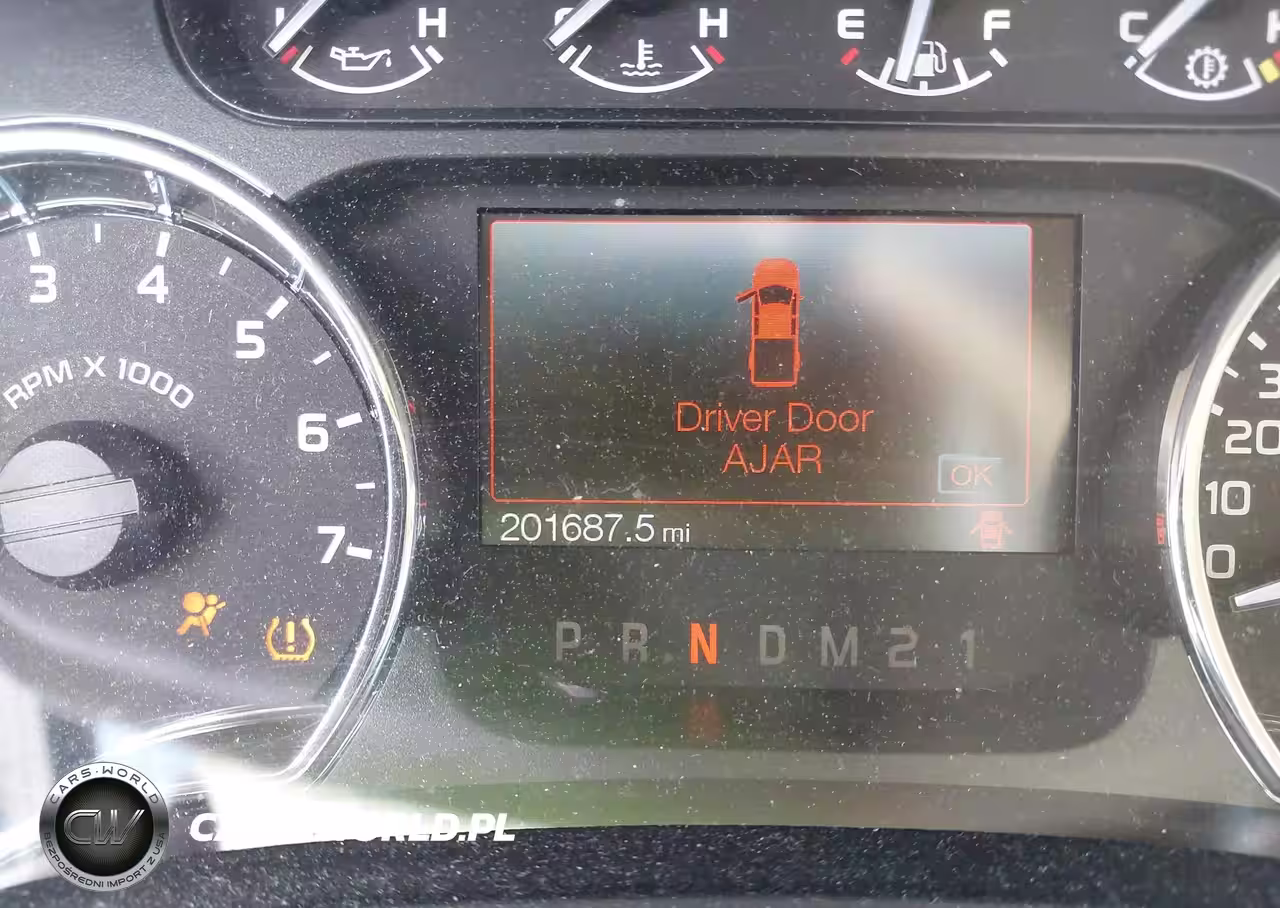 H
H
E
F
C
3
4
5
6
7
RPM X 1000
Driver Door
AJAR
OK
201687.5 mi
P R N D M 2 1
20
10
0
CARS-WORLD
CW
BEZPOŚREDNI IMPORT Z USA